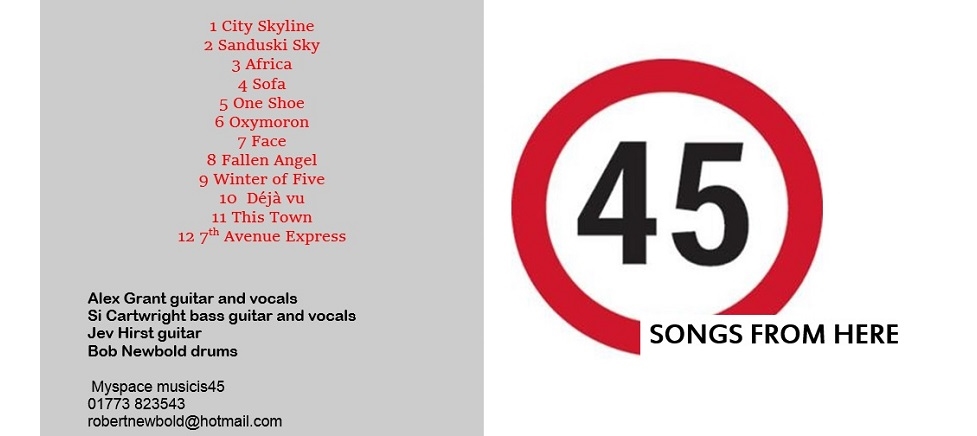 1 City Skyline
2 Sanduski Sky
3 Africa
4 Sofa
5 One Shoe
6 Oxymoron
7 Face
8 Fallen Angel
9 Winter of Five
10  Déjà vu
11 This Town
12 7th Avenue Express
Alex Grant guitar and vocals
Si Cartwright bass guitar and vocals
Jev Hirst guitar
Bob Newbold drums
Myspace musicis45
01773 823543
robertnewbold@hotmail.com
45
SONGS FROM HERE